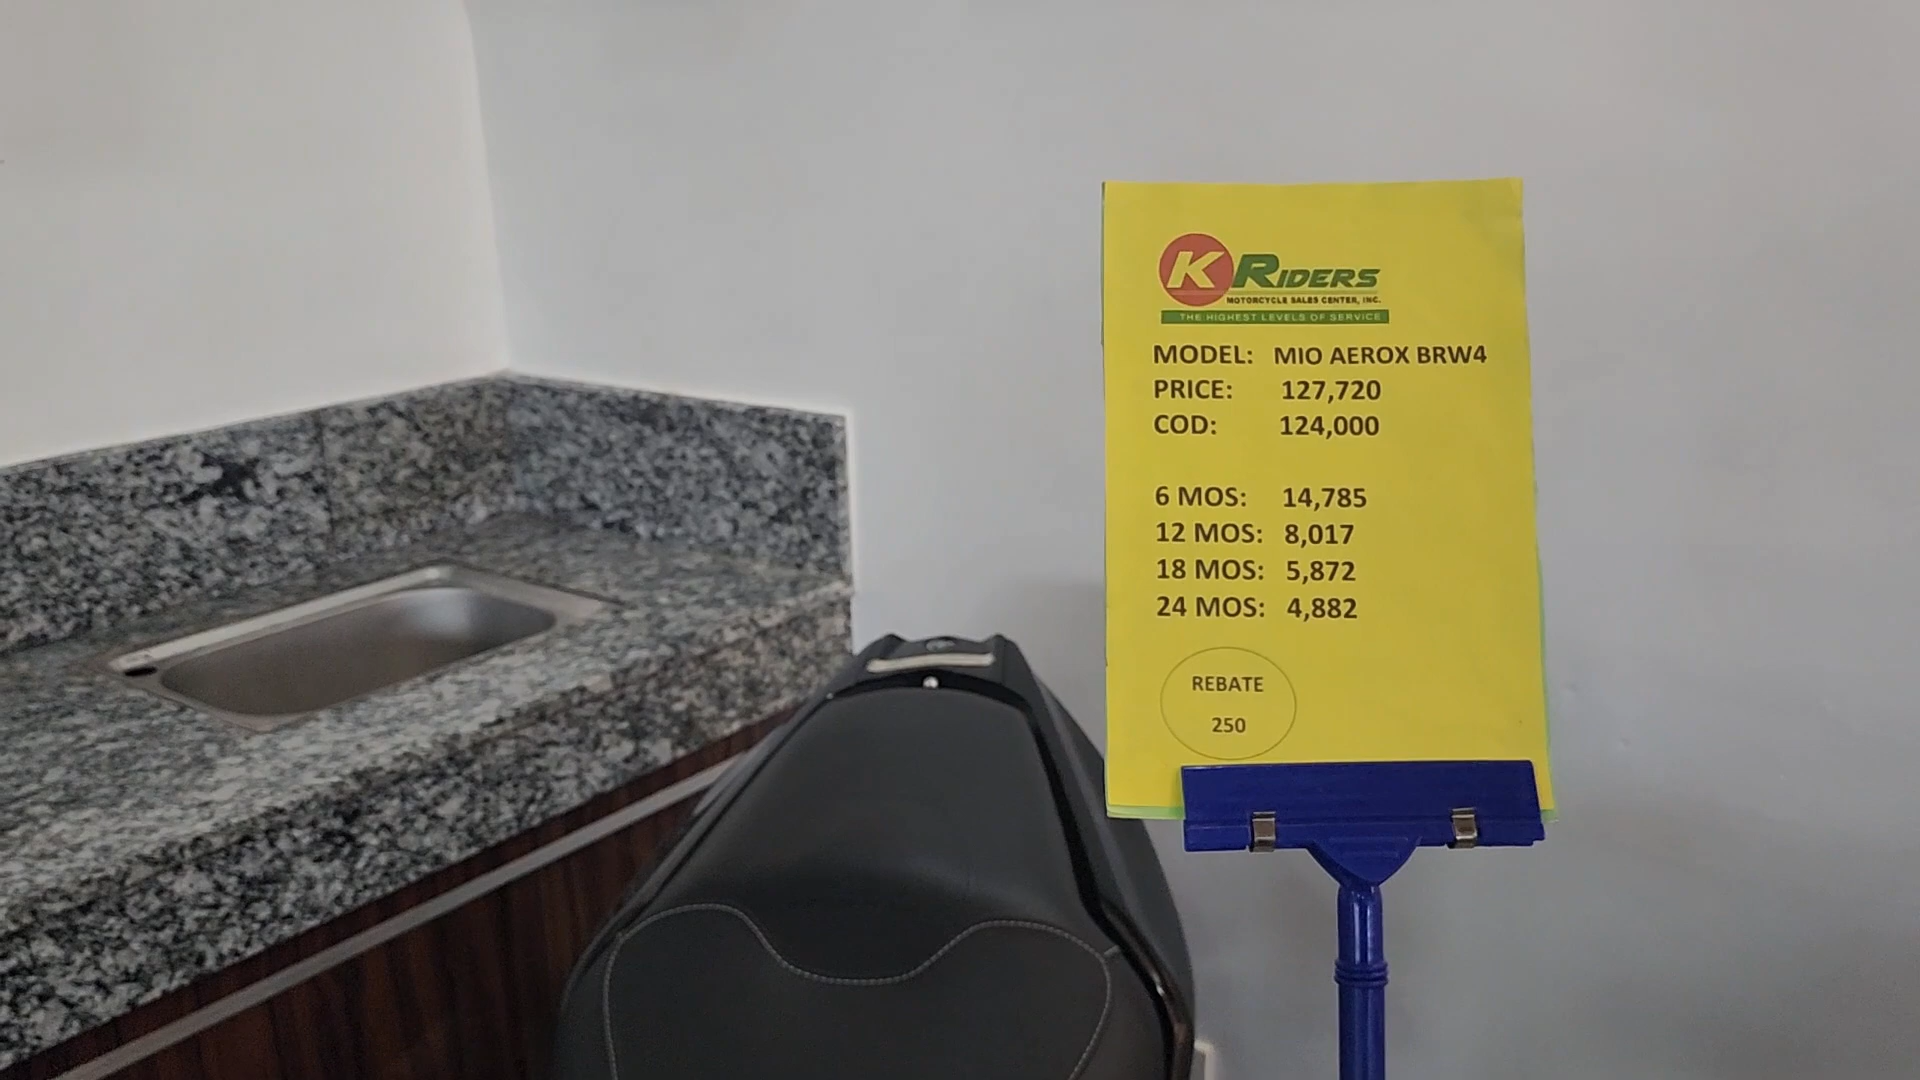 K RIDERS
MOTORCYCLE SALES CENTER, INC.
THE HIGHEST LEVELS OF SERVICE
MODEL: MIO AEROX BRW4
PRICE: 127,720
COD: 124,000
6 MOS: 14,785
12 MOS: 8,017
18 MOS: 5,872
24 MOS: 4,882
REBATE
250